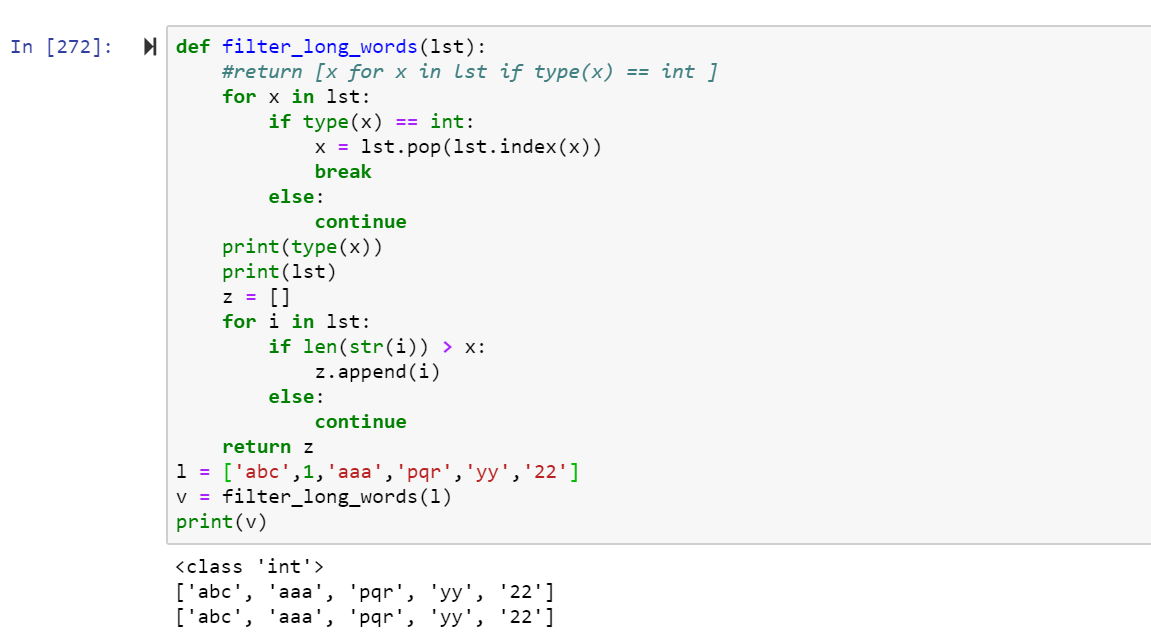 In [272]:
def filter_long_words(lst):
    #return [x for x in lst if type(x) == int ]
    for x in lst:
        if type(x) == int:
            x = lst.pop(lst.index(x))
            break
        else:
            continue
    print(type(x))
    print(lst)
    z = []
    for i in lst:
        if len(str(i)) > x:
            z.append(i)
        else:
            continue
    return z
l = ['abc',1,'aaa','pqr','yy','22']
v = filter_long_words(l)
print(v)
<class 'int'>
['abc', 'aaa', 'pqr', 'yy', '22']
['abc', 'aaa', 'pqr', 'yy', '22']